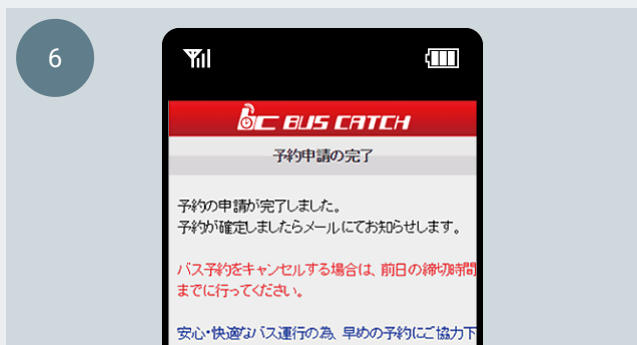 6
BUS CATCH
予約申請の完了
予約の申請が完了しました。
予約が確定しましたらメールにてお知らせします。
バス予約をキャンセルする場合は、前日の締切時間
までに行ってください。
安心・快適なバス運行の為、早めの予約にご協力下